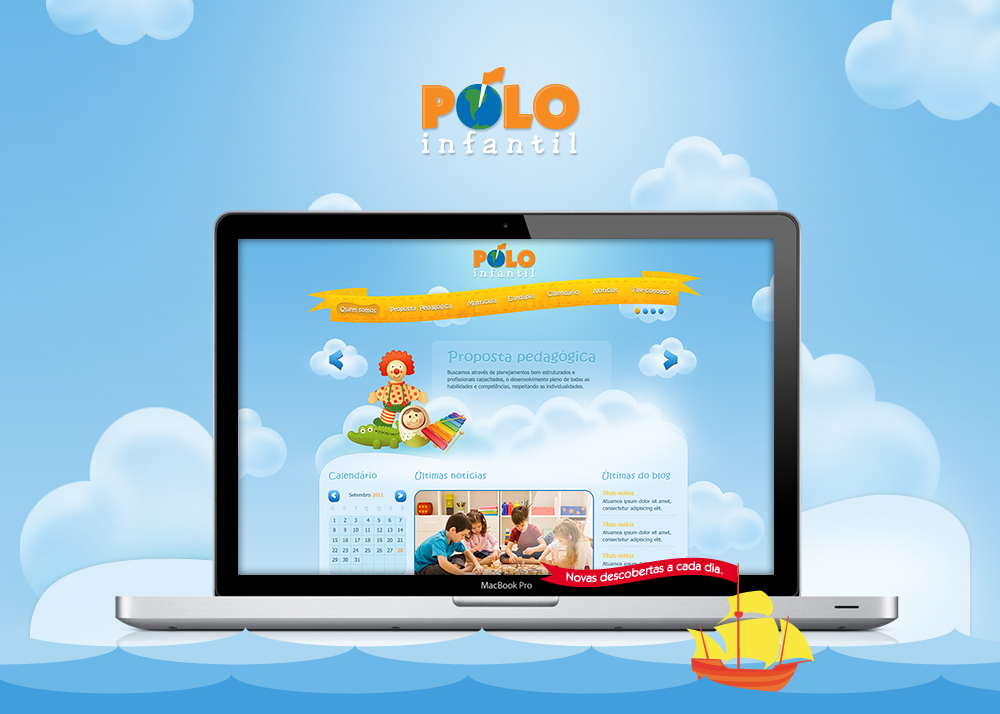 PÓLO
infantil
PÓLO
infantil
Quem somos
Proposta Pedagógica
Matrícula
Cardápio
Calendário
Notícias
Fale conosco
Proposta pedagógica
Buscamos através de planejamentos bem estruturados e
profissionais capacitados, o desenvolvimento pleno de todas as
habilidades e competências, respeitando as individualidades.
Calendário
Setembro 2011
D S T Q Q S S
1 2 3 4 5 6 7
8 9 10 11 12 13 14
15 16 17 18 19 20 21
22 23 24 25 26 27 28
29 30 31
Últimas notícias
Últimas do blog
Título notícia
Atuamos ipsum dolor sit amet,
consectetur adipiscing elit.
Título notícia
Atuamos ipsum dolor sit amet,
consectetur adipiscing elit.
Título notícia
Atuamos ipsum dolor sit amet,
MacBook Pro
Novas descobertas a cada dia.